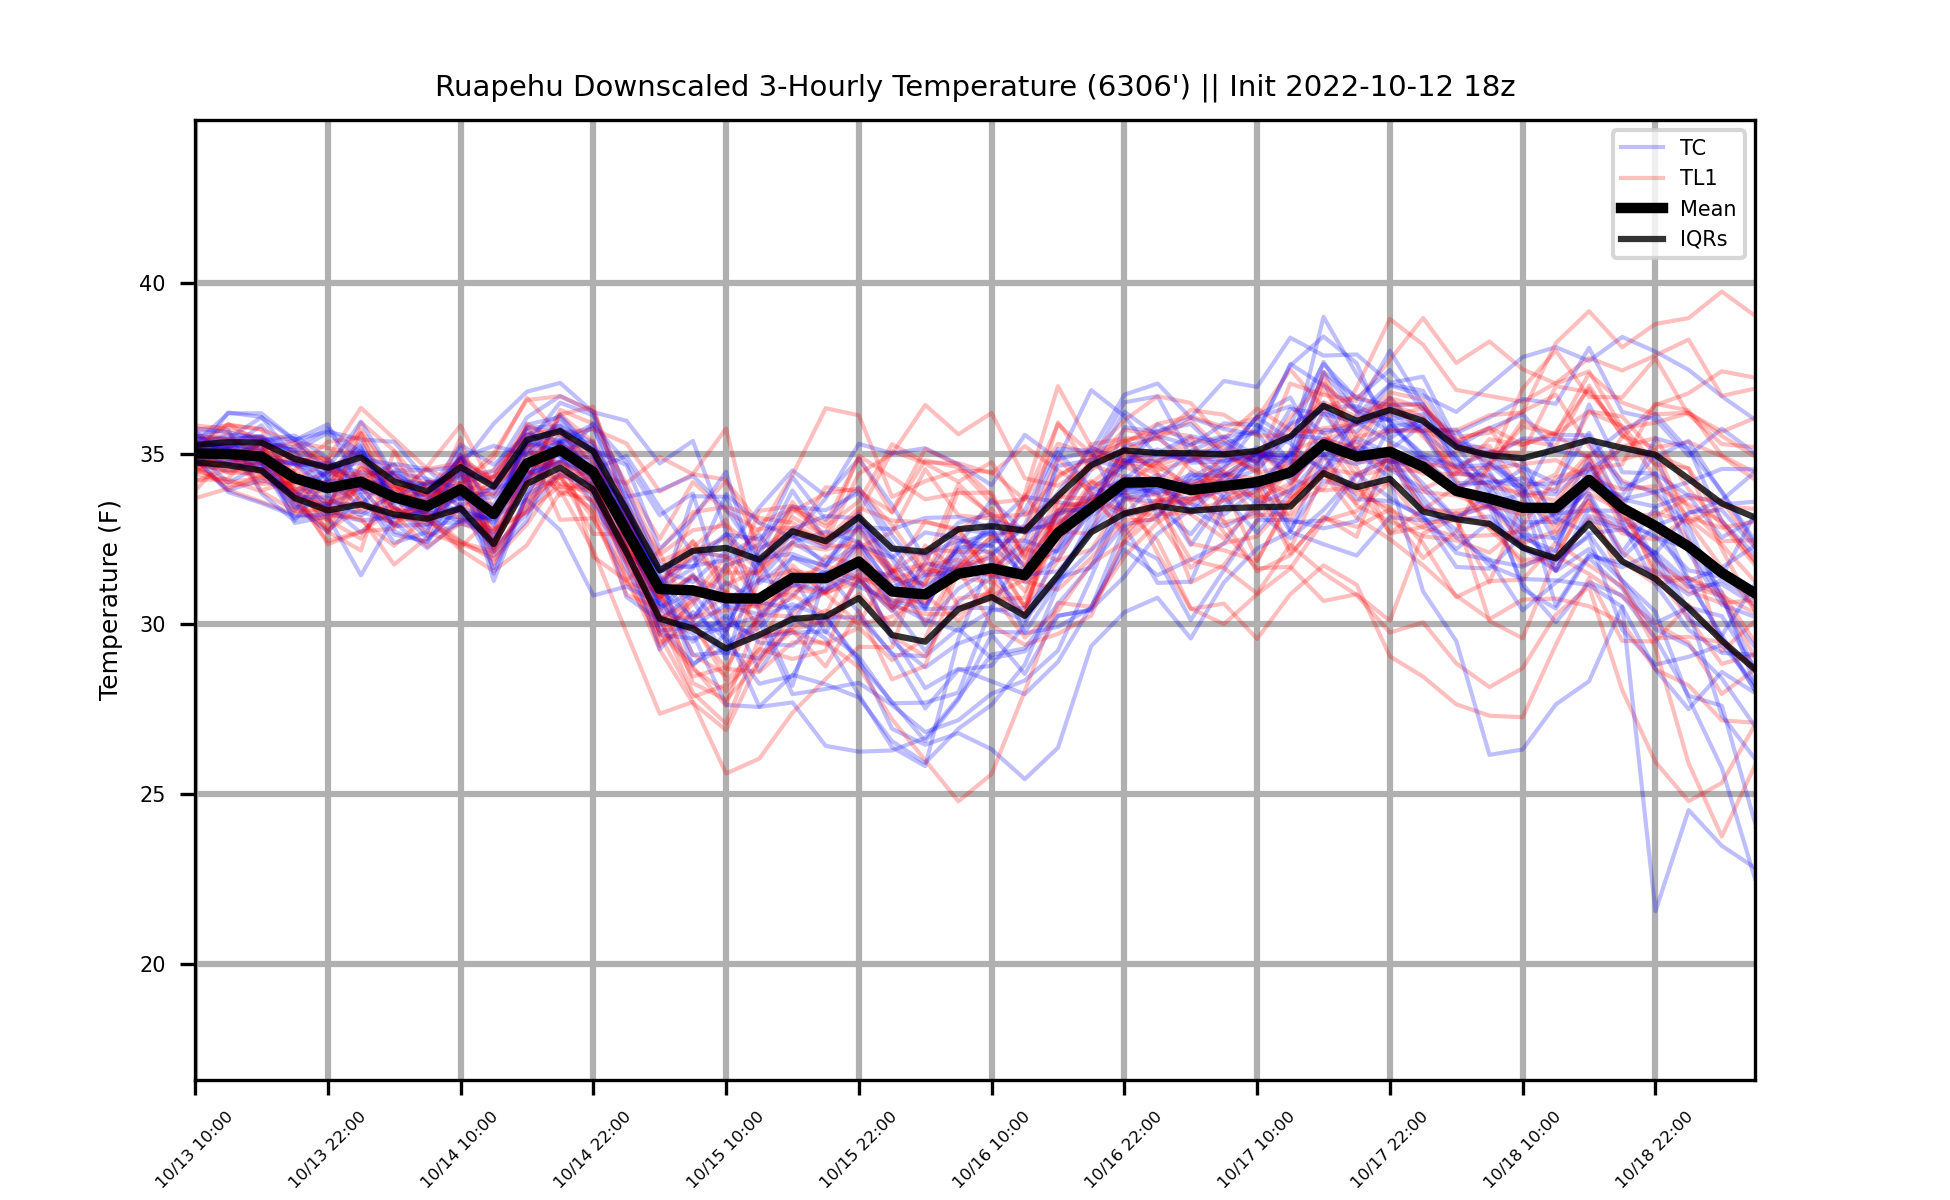 Ruapehu Downscaled 3-Hourly Temperature (6306') || Init 2022-10-12 18z
TC
TL1
Mean
IQRs
Temperature (F)
40
35
30
25
20
10/13 10:00
10/13 22:00
10/14 10:00
10/14 22:00
10/15 10:00
10/15 22:00
10/16 10:00
10/16 22:00
10/17 10:00
10/17 22:00
10/18 10:00
10/18 22:00